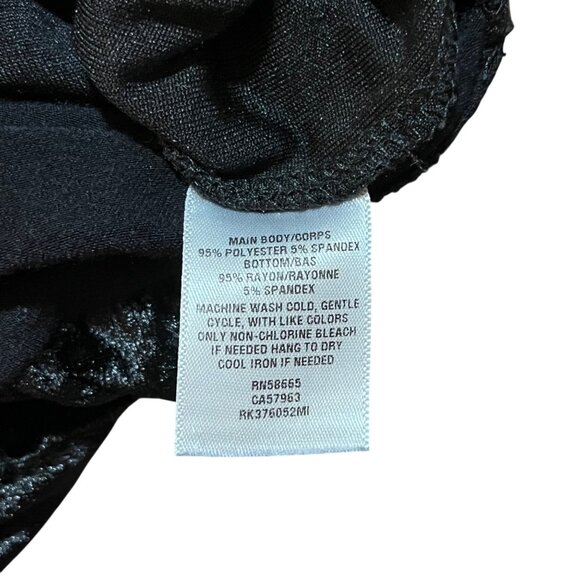 MAIN BODY/CORPS
95% POLYESTER 5% SPANDEX
BOTTOM/BAS
95% RAYON/RAYONNE
5% SPANDEX
MACHINE WASH COLD, GENTLE
CYCLE, WITH LIKE COLORS
ONLY NON-CHLORINE BLEACH
IF NEEDED HANG TO DRY
COOL IRON IF NEEDED
RN58665
CA57963
RK376052MI